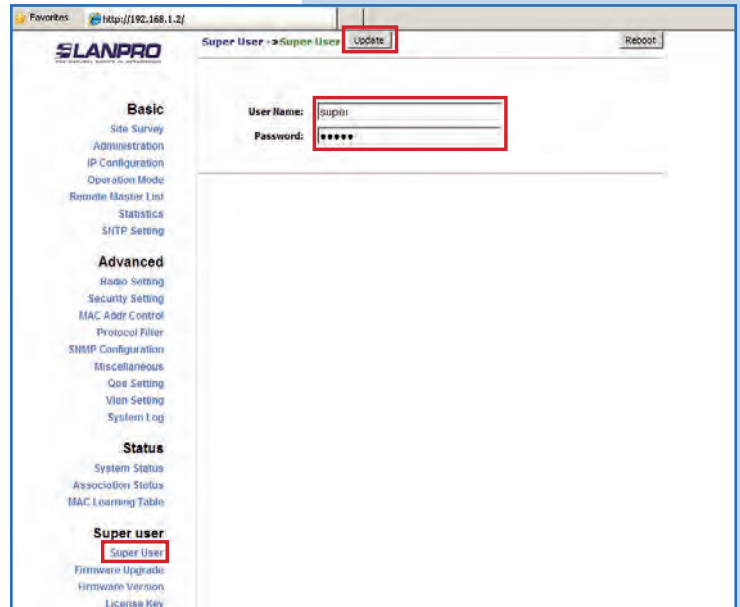 Favorites http://192.168.1.2/
LANPRO
Super User -> Super User Update Reboot
User Name: super
Password: •••••
Basic
Site Survey
Administration
IP Configuration
Operation Mode
Remote Master List
Statistics
SNTP Setting
Advanced
Radio Setting
Security Setting
MAC Addr Control
Protocol Filter
SNMP Configuration
Miscellaneous
Qos Setting
Vlan Setting
System Log
Status
System Status
Association Status
MAC Learning Table
Super user
Super User
Firmware Upgrade
Firmware Version
License Key